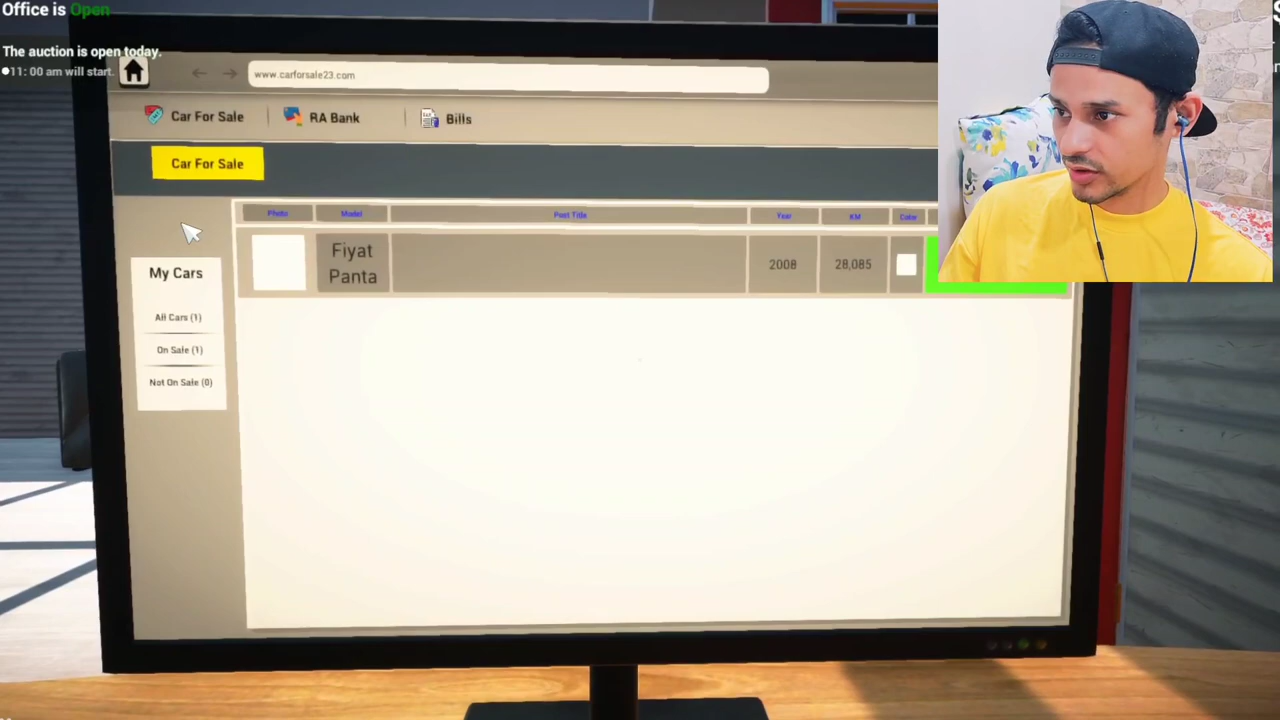 Office is Open
The auction is open today.
11: 00 am will start.
www.carforsale23.com
Car For Sale
RA Bank
Bills
Car For Sale
Photo
Model
Post Title
Year
KM
Color
Fiyat
Panta
2008
28,085
My Cars
All Cars (1)
On Sale (1)
Not On Sale (0)